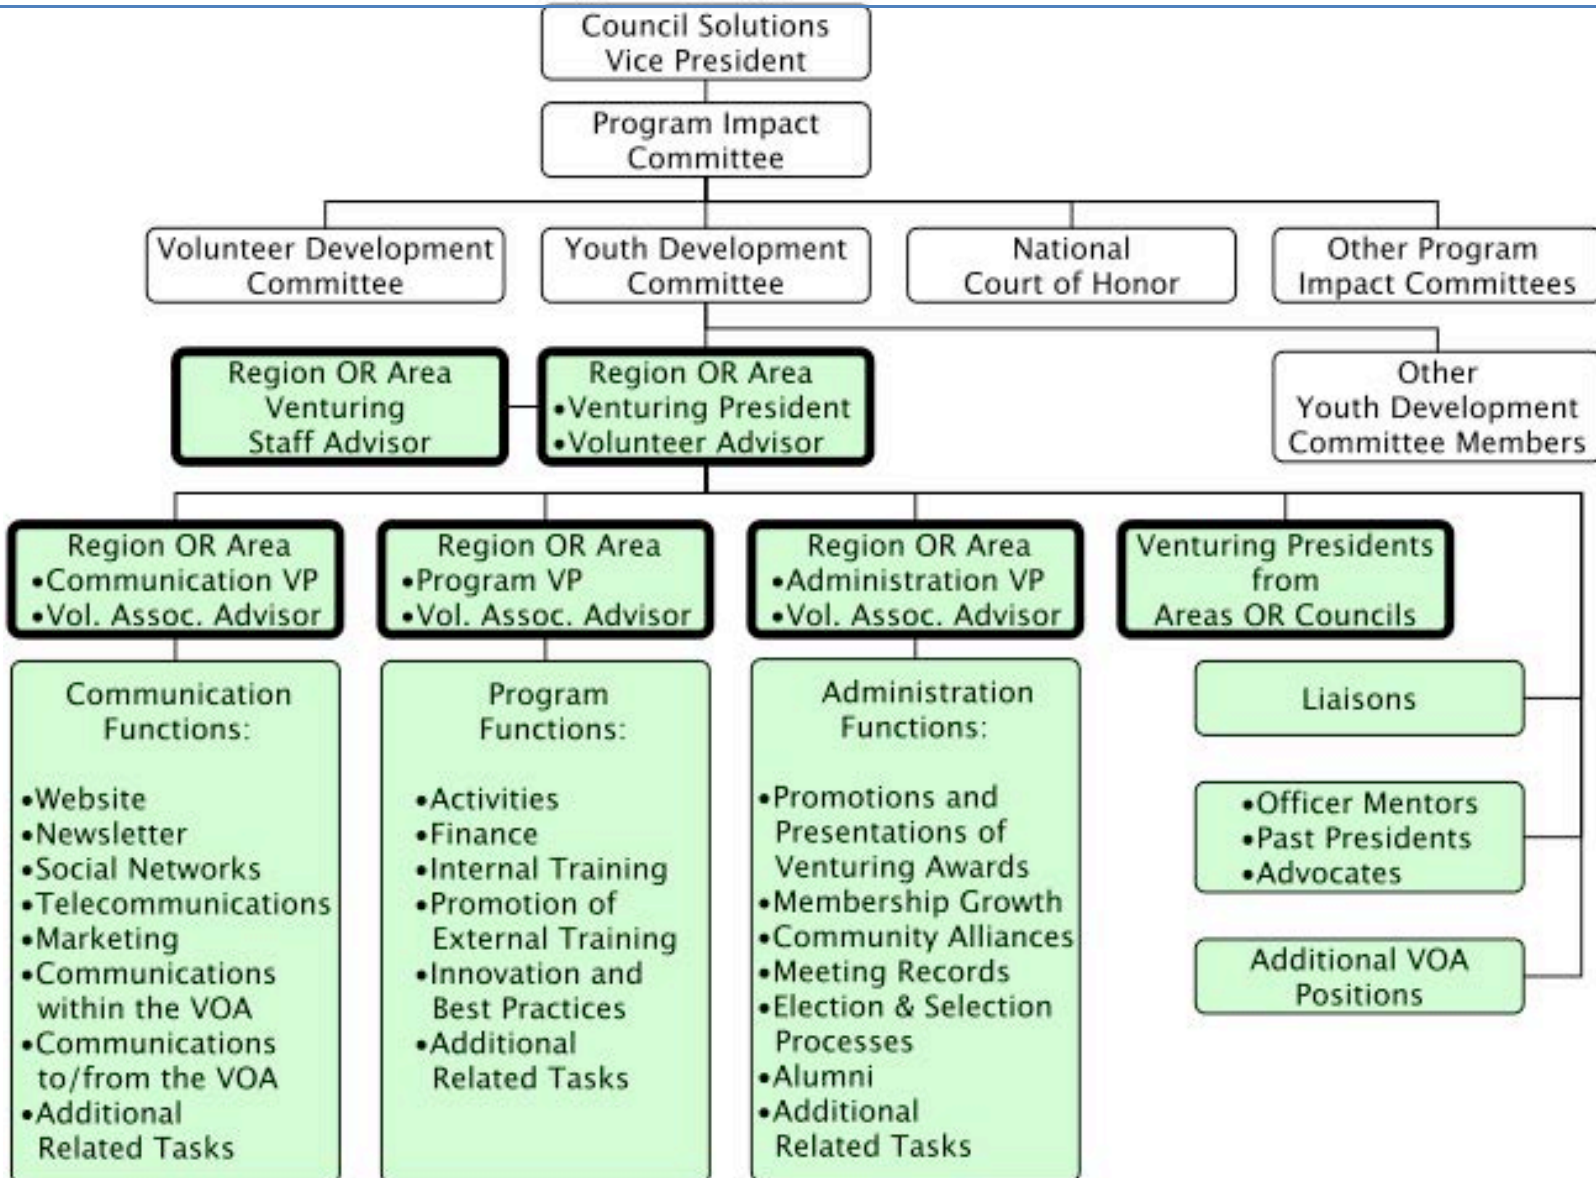 Council Solutions
Vice President
Program Impact
Committee
Volunteer Development
Committee
Youth Development
Committee
National
Court of Honor
Other Program
Impact Committees
Region OR Area
Venturing
Staff Advisor
Region OR Area
•Venturing President
•Volunteer Advisor
Other
Youth Development
Committee Members
Region OR Area
•Communication VP
•Vol. Assoc. Advisor
Region OR Area
•Program VP
•Vol. Assoc. Advisor
Region OR Area
•Administration VP
•Vol. Assoc. Advisor
Venturing Presidents
from
Areas OR Councils
Communication
Functions:
•Website
•Newsletter
•Social Networks
•Telecommunications
•Marketing
•Communications
within the VOA
•Communications
to/from the VOA
•Additional
Related Tasks
Program
Functions:
•Activities
•Finance
•Internal Training
•Promotion of
External Training
•Innovation and
Best Practices
•Additional
Related Tasks
Administration
Functions:
•Promotions and
Presentations of
Venturing Awards
•Membership Growth
•Community Alliances
•Meeting Records
•Election & Selection
Processes
•Alumni
•Additional
Related Tasks
Liaisons
•Officer Mentors
•Past Presidents
•Advocates
Additional VOA
Positions